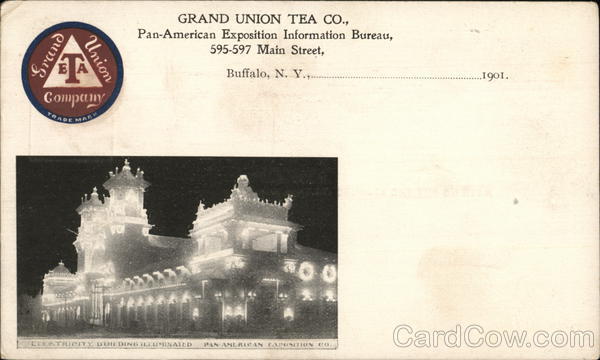 GRAND UNION TEA CO.,
Pan-American Exposition Information Bureau,
595-597 Main Street,
Buffalo, N. Y.,..............................1901.
Grand Union
ETA
Company
TRADE MARK
ELECTRICITY BUILDING ILLUMINATED PAN-AMERICAN EXPOSITION CO.
CardCow.com